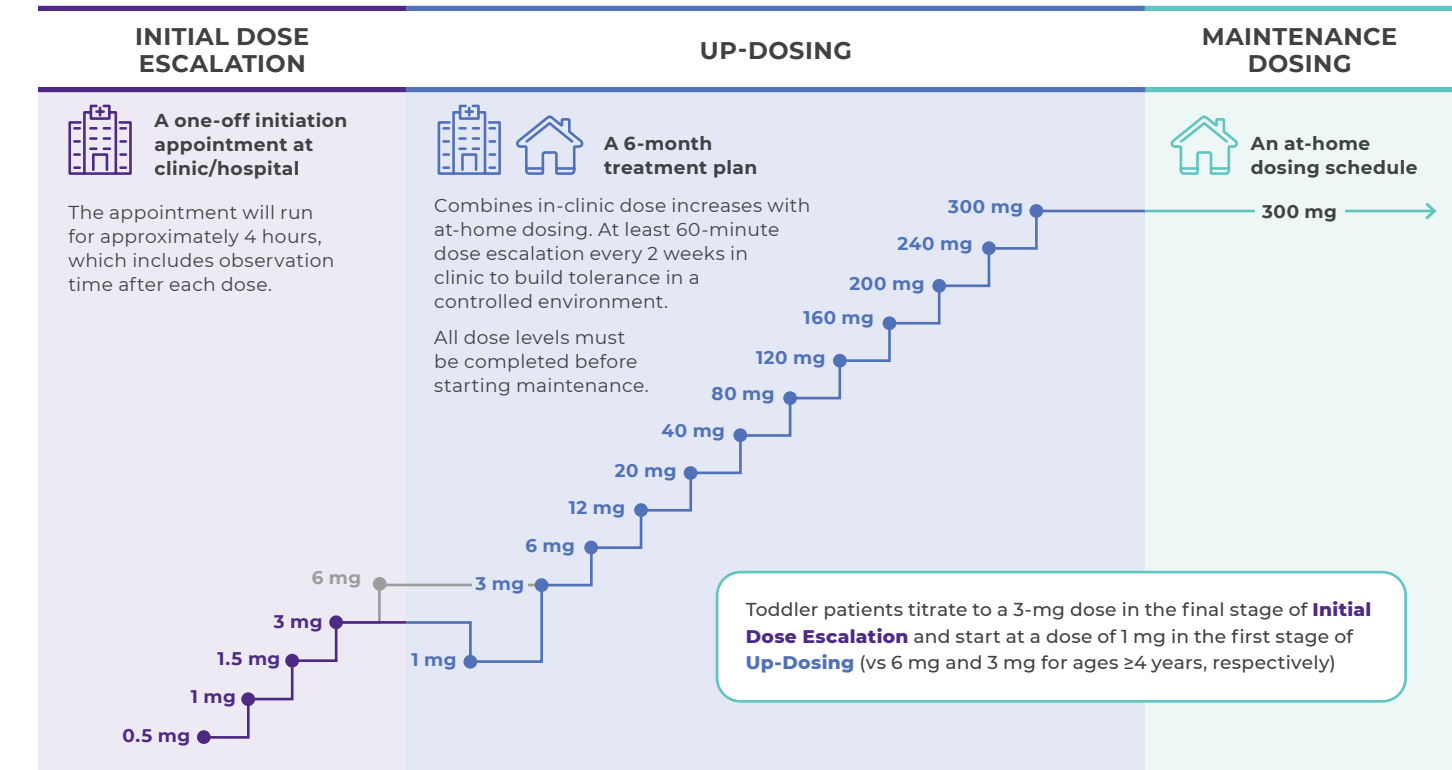 INITIAL DOSE
ESCALATION
UP-DOSING
MAINTENANCE
DOSING
A one-off initiation
appointment at
clinic/hospital
The appointment will run
for approximately 4 hours,
which includes observation
time after each dose.
0.5 mg
1 mg
1.5 mg
3 mg
6 mg
A 6-month
treatment plan
Combines in-clinic dose increases with
at-home dosing. At least 60-minute
dose escalation every 2 weeks in
clinic to build tolerance in a
controlled environment.
All dose levels must
be completed before
starting maintenance.
1 mg
3 mg
6 mg
12 mg
20 mg
40 mg
80 mg
120 mg
160 mg
200 mg
240 mg
300 mg
An at-home
dosing schedule
300 mg
Toddler patients titrate to a 3-mg dose in the final stage of Initial
Dose Escalation and start at a dose of 1 mg in the first stage of
Up-Dosing (vs 6 mg and 3 mg for ages ≥4 years, respectively)